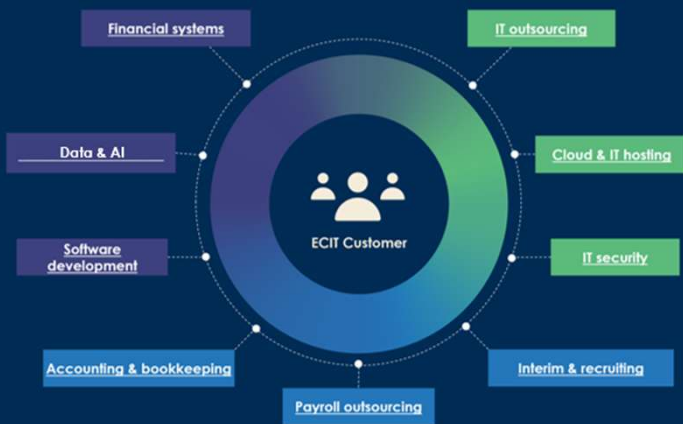 Financial systems
IT outsourcing
Data & AI
Cloud & IT hosting
ECIT Customer
Software
development
IT security
Accounting & bookkeeping
Interim & recruiting
Payroll outsourcing